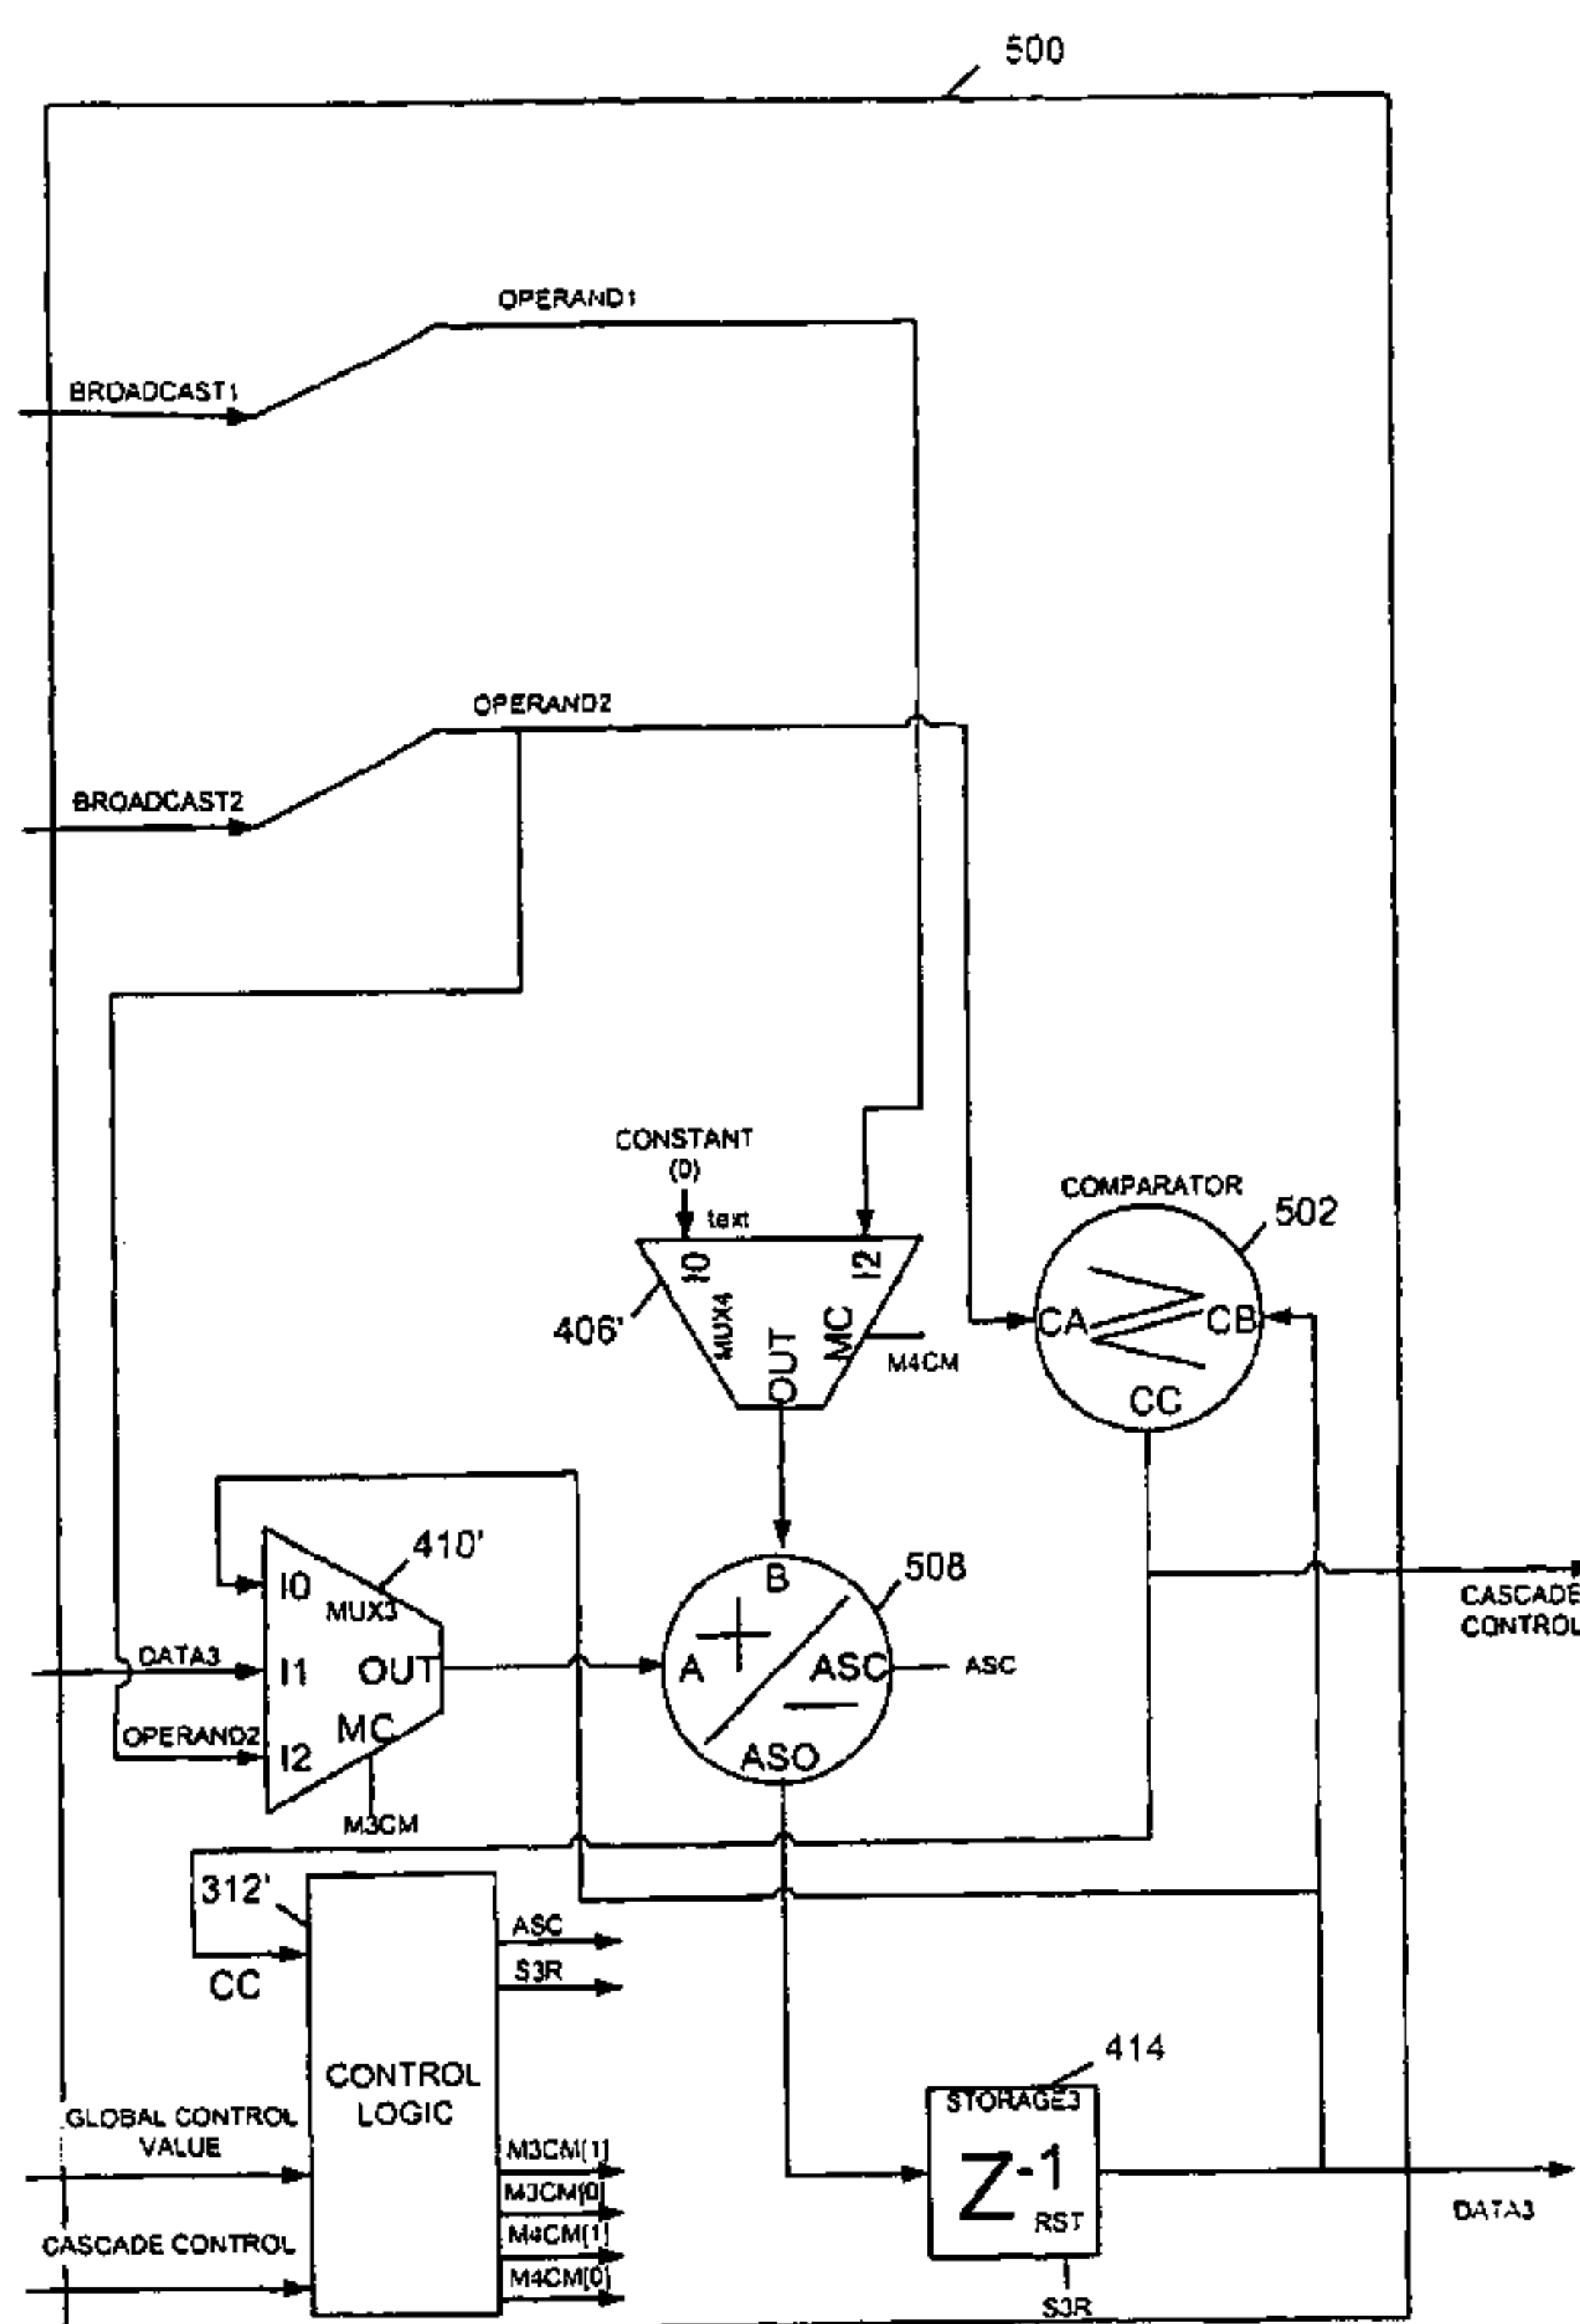 500
OPERAND1
BROADCAST1
OPERAND2
BROADCAST2
CONSTANT
(0)
text
COMPARATOR
502
I0
I2
MUX4
OUT
MC
406'
M4CM
CA
CB
CC
410'
I0
MUX3
DATA3
I1
OUT
MC
OPERAND2
I2
M3CM
508
B
A
ASC
ASC
ASO
CASCADE
CONTROL
312'
CC
ASC
S3R
CONTROL
LOGIC
GLOBAL CONTROL
VALUE
CASCADE CONTROL
M3CM[1]
M3CM[0]
M4CM[1]
M4CM[0]
414
STORAGE3
Z-1
RST
S3R
DATA3